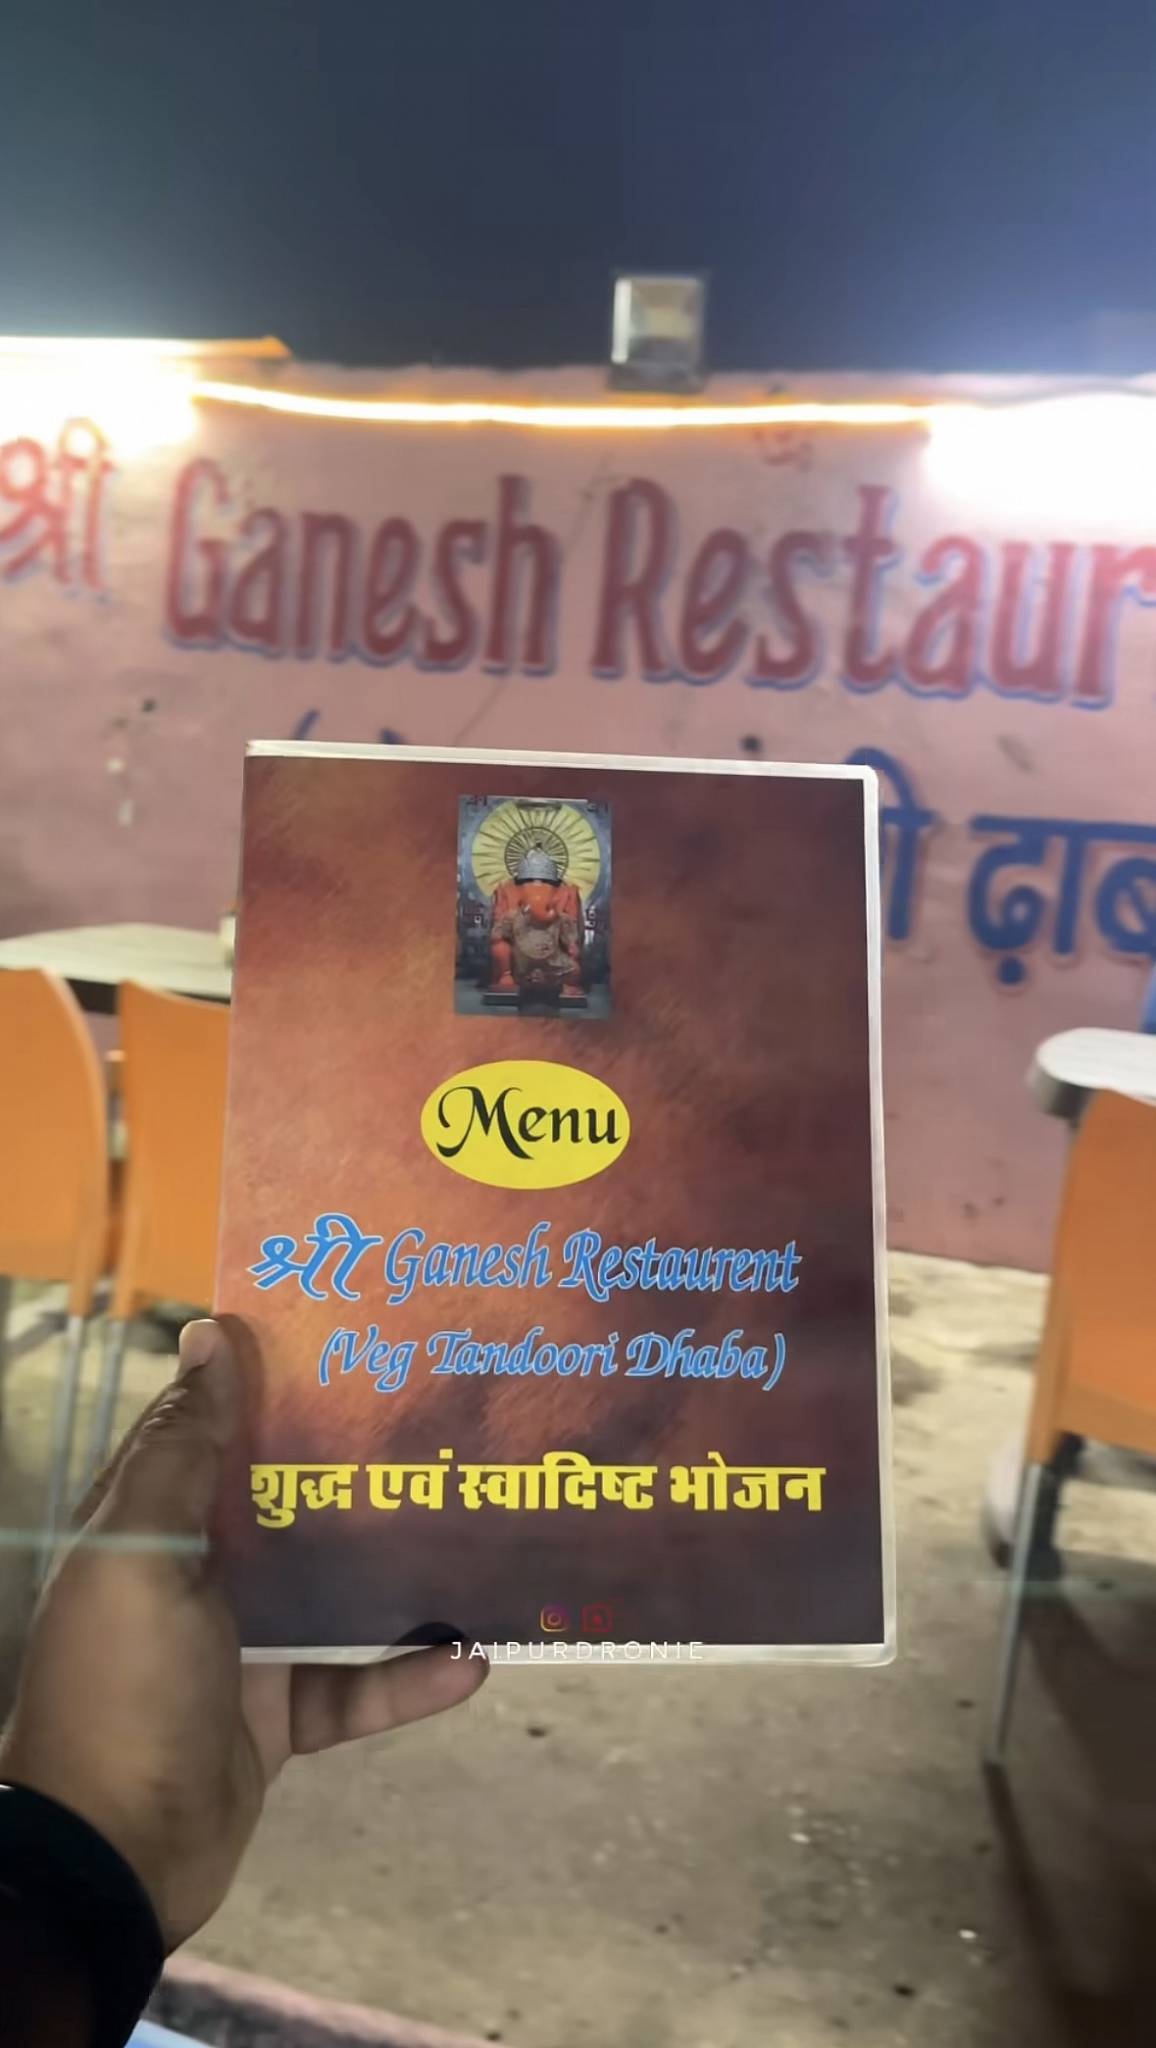 श्री Ganesh Restaur
ी ढ़ाब
Menu
श्री Ganesh Restaurent
(Veg Tandoori Dhaba)
शुद्ध एवं स्वादिष्ट भोजन
JAIPURDRONIE